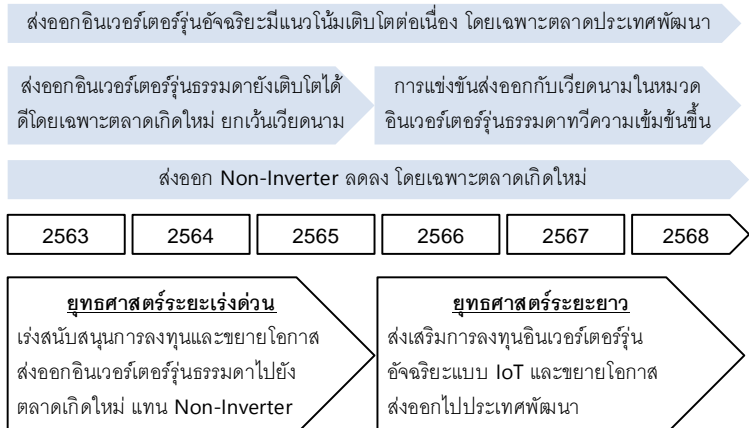 ส่งออกอินเวอร์เตอร์รุ่นอัจฉริยะมีแนวโน้มเติบโตต่อเนื่อง โดยเฉพาะตลาดประเทศพัฒนา
ส่งออกอินเวอร์เตอร์รุ่นธรรมดายังเติบโตได้
ดีโดยเฉพาะตลาดเกิดใหม่ ยกเว้นเวียดนาม
การแข่งขันส่งออกกับเวียดนามในหมวด
อินเวอร์เตอร์รุ่นธรรมดาทวีความเข้มข้นขึ้น
ส่งออก Non-Inverter ลดลง โดยเฉพาะตลาดเกิดใหม่
2563 2564 2565 2566 2567 2568
ยุทธศาสตร์ระยะเร่งด่วน
เร่งสนับสนุนการลงทุนและขยายโอกาส
ส่งออกอินเวอร์เตอร์รุ่นธรรมดาไปยัง
ตลาดเกิดใหม่ แทน Non-Inverter
ยุทธศาสตร์ระยะยาว
ส่งเสริมการลงทุนอินเวอร์เตอร์รุ่น
อัจฉริยะแบบ IoT และขยายโอกาส
ส่งออกไปประเทศพัฒนา